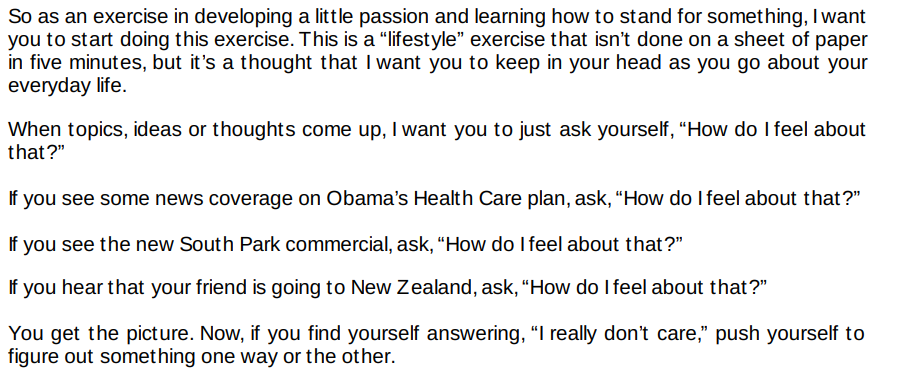 So as an exercise in developing a little passion and learning how to stand for something, I want
you to start doing this exercise. This is a “lifestyle” exercise that isn’t done on a sheet of paper
in five minutes, but it’s a thought that I want you to keep in your head as you go about your
everyday life.
When topics, ideas or thoughts come up, I want you to just ask yourself, “How do I feel about
that?”
If you see some news coverage on Obama’s Health Care plan, ask, “How do I feel about that?”
If you see the new South Park commercial, ask, “How do I feel about that?”
If you hear that your friend is going to New Zealand, ask, “How do I feel about that?”
You get the picture. Now, if you find yourself answering, “I really don’t care,” push yourself to
figure out something one way or the other.